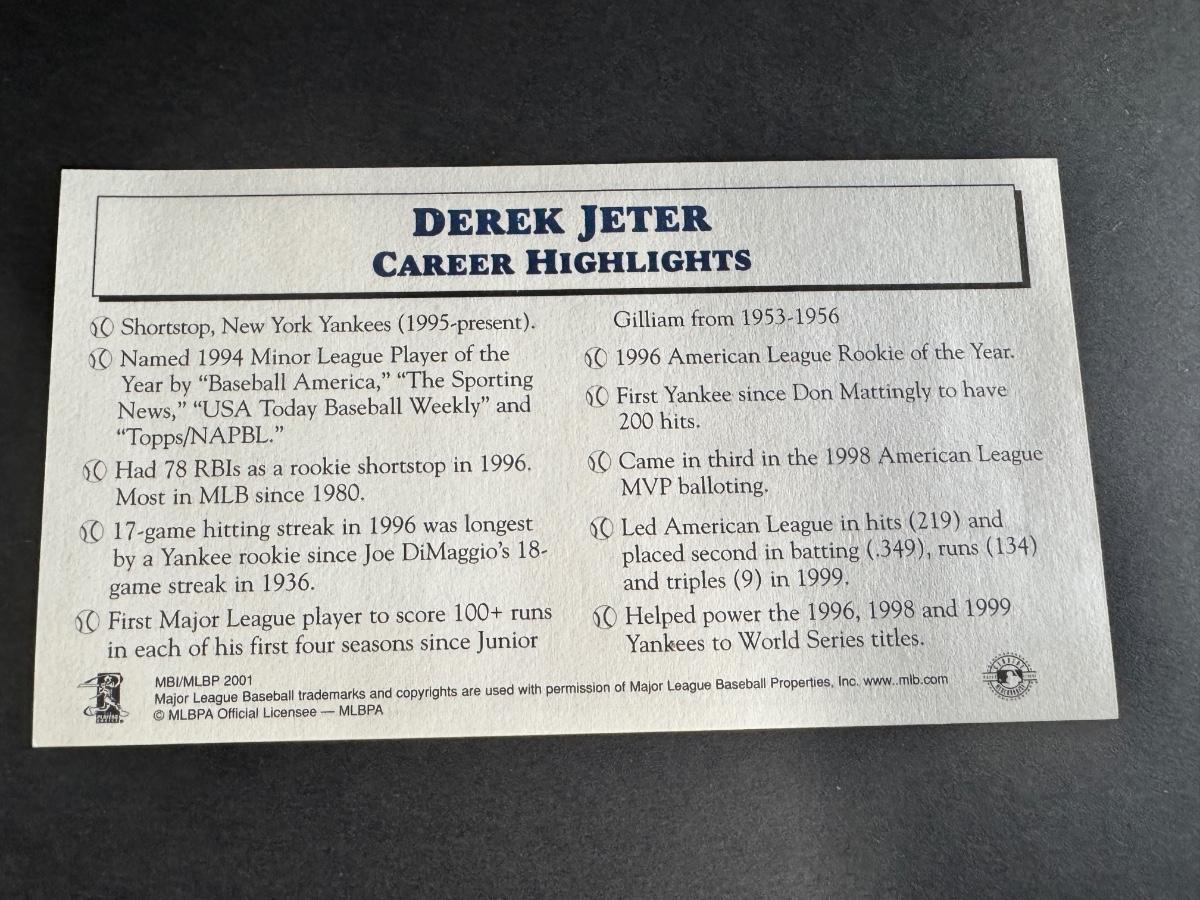 DEREK JETER
CAREER HIGHLIGHTS
Shortstop, New York Yankees (1995-present).
Named 1994 Minor League Player of the
Year by “Baseball America,” “The Sporting
News,” “USA Today Baseball Weekly” and
“Topps/NAPBL.”
Had 78 RBIs as a rookie shortstop in 1996.
Most in MLB since 1980.
17-game hitting streak in 1996 was longest
by a Yankee rookie since Joe DiMaggio’s 18-
game streak in 1936.
First Major League player to score 100+ runs
in each of his first four seasons since Junior
Gilliam from 1953-1956
1996 American League Rookie of the Year.
First Yankee since Don Mattingly to have
200 hits.
Came in third in the 1998 American League
MVP balloting.
Led American League in hits (219) and
placed second in batting (.349), runs (134)
and triples (9) in 1999.
Helped power the 1996, 1998 and 1999
Yankees to World Series titles.
MBI/MLBP 2001
Major League Baseball trademarks and copyrights are used with permission of Major League Baseball Properties, Inc. www..mlb.com
© MLBPA Official Licensee — MLBPA